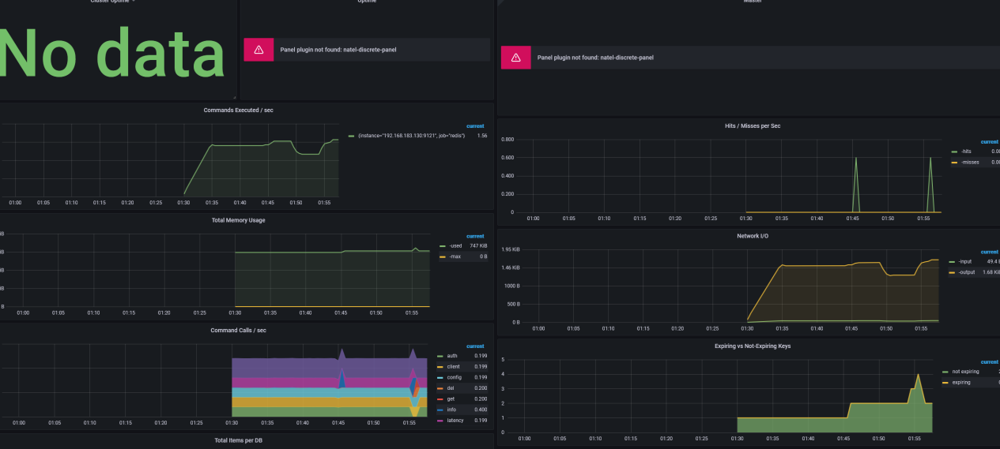 Cluster Uptime
Uptime
Master
No data
Panel plugin not found: natel-discrete-panel
Panel plugin not found: natel-discrete-panel
Commands Executed / sec
current
{instance="192.168.183.130:9121", job="redis"} 1.56
01:00 01:05 01:10 01:15 01:20 01:25 01:30 01:35 01:40 01:45 01:50 01:55
Hits / Misses per Sec
current
0.800
0.600
0.400
0.200
0
-hits 0.00
-misses 0.00
01:00 01:05 01:10 01:15 01:20 01:25 01:30 01:35 01:40 01:45 01:50 01:55
Total Memory Usage
current
-used 747 KiB
-max 0 B
B
01:00 01:05 01:10 01:15 01:20 01:25 01:30 01:35 01:40 01:45 01:50 01:55
Network I/O
current
1.95 KiB
1.46 KiB
1000 B
500 B
0 B
-input 49.4 B
-output 1.68 KiB
01:00 01:05 01:10 01:15 01:20 01:25 01:30 01:35 01:40 01:45 01:50 01:55
Command Calls / sec
current
auth 0.199
client 0.199
config 0.199
del 0.200
get 0.200
info 0.400
latency 0.199
01:00 01:05 01:10 01:15 01:20 01:25 01:30 01:35 01:40 01:45 01:50 01:55
Expiring vs Not-Expiring Keys
current
5
4
3
2
1
0
not expiring 2
expiring 0
01:00 01:05 01:10 01:15 01:20 01:25 01:30 01:35 01:40 01:45 01:50 01:55
Total Items per DB